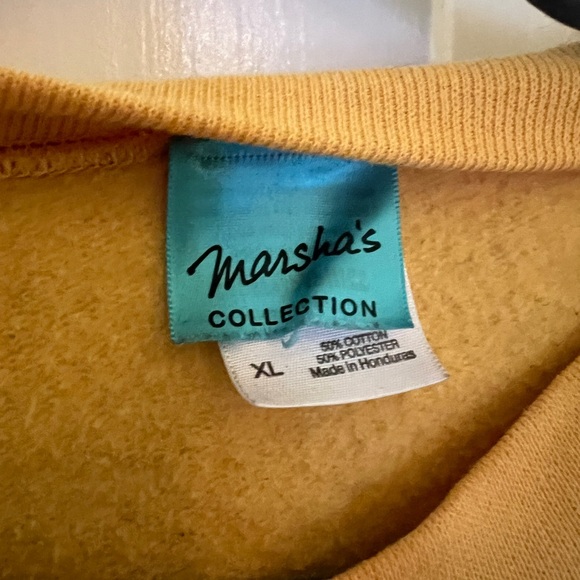 Marsha's
COLLECTION
XL
50% COTTON
50% POLYESTER
Made in Honduras